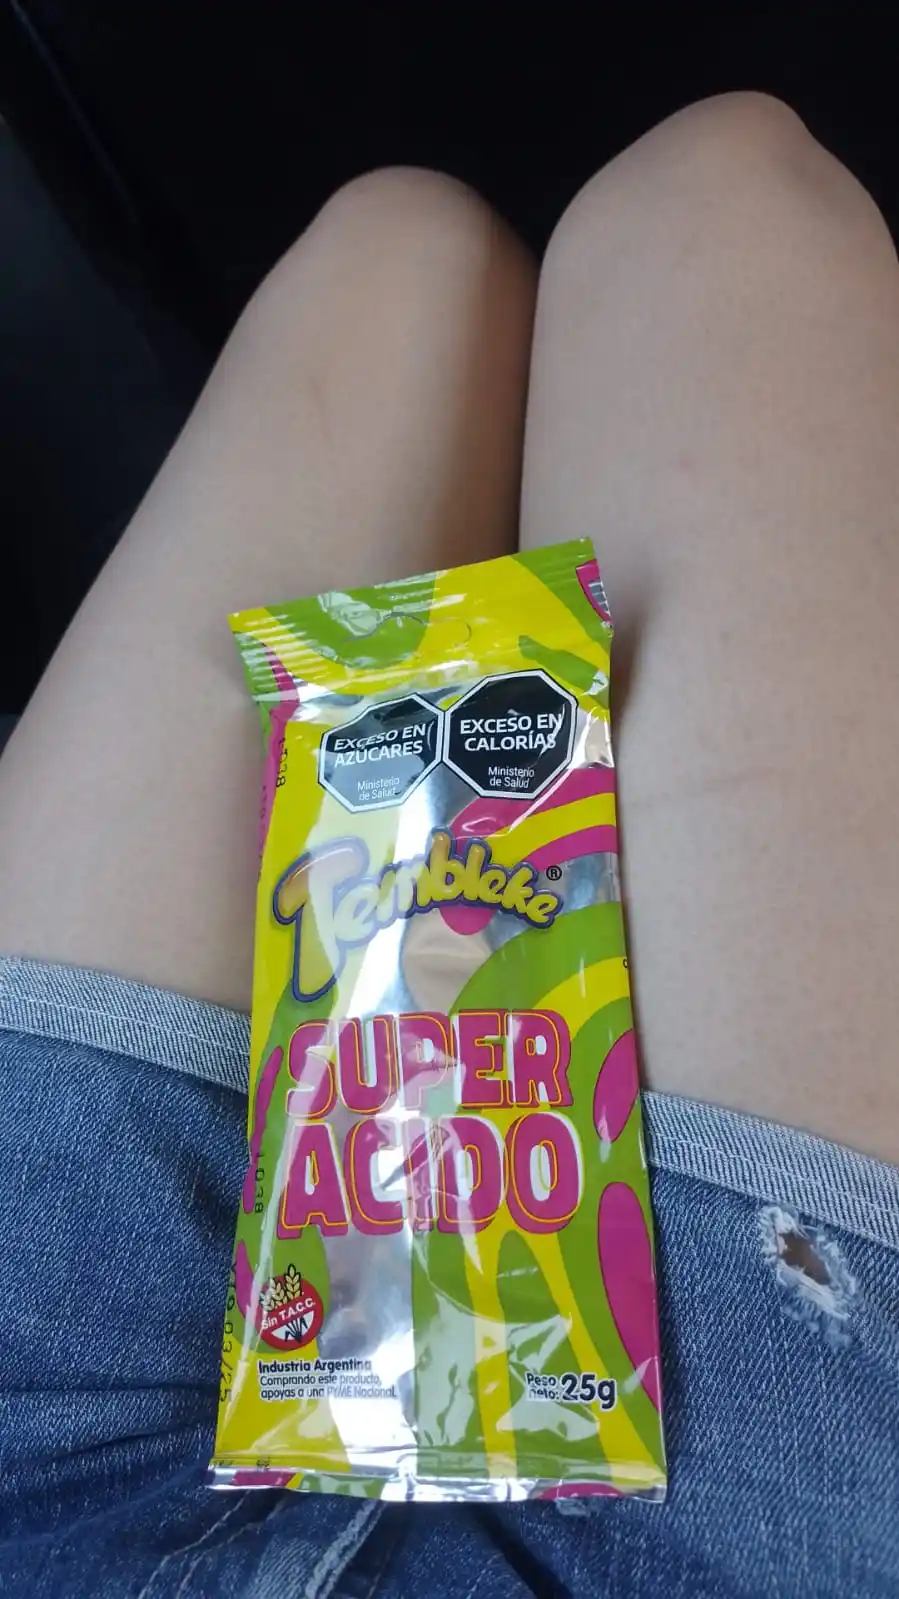 EXCESO EN
AZÚCARES
Ministerio
de Salud
EXCESO EN
CALORÍAS
Ministerio
de Salud
Tembleke®
SUPER
ACIDO
Sin T.A.C.C.
Industria Argentina
Comprando este producto,
apoyas a una PYME Nacional.
Peso
neto: 25g
1038